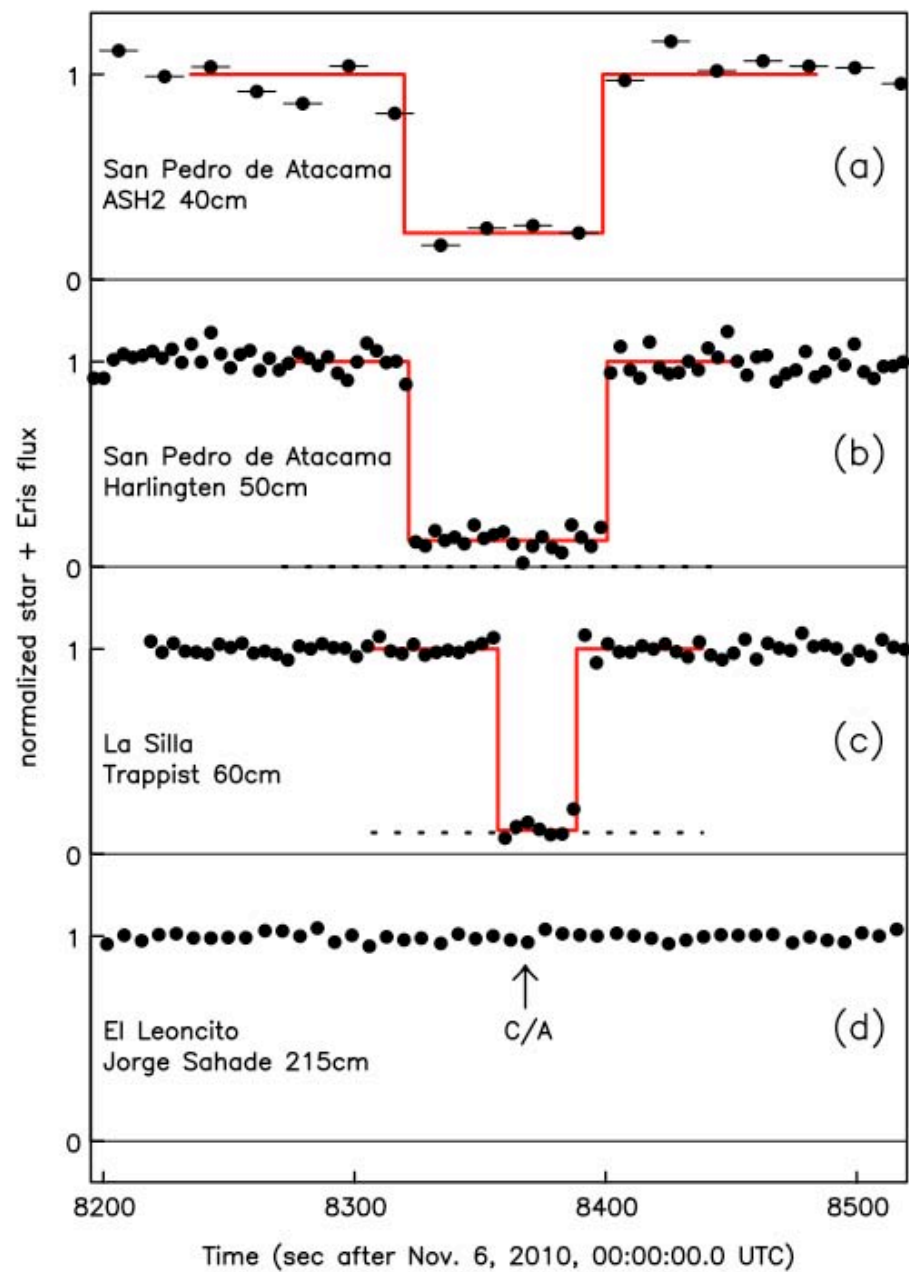 1
San Pedro de Atacama
ASH2 40cm
(a)
0
1
San Pedro de Atacama
Harlingten 50cm
(b)
0
normalized star + Eris flux
1
La Silla
Trappist 60cm
(c)
0
1
El Leoncito
Jorge Sahade 215cm
C/A
(d)
0
8200 8300 8400 8500
Time (sec after Nov. 6, 2010, 00:00:00.0 UTC)